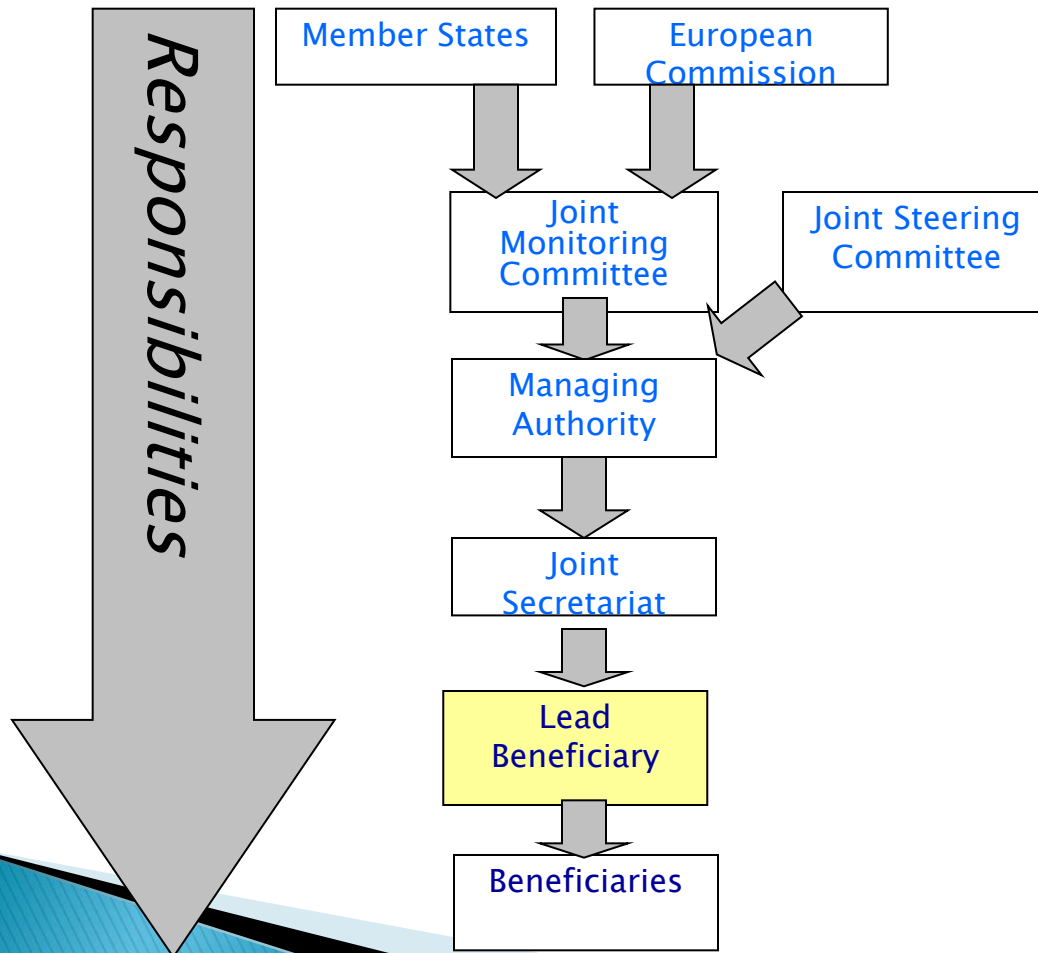 Responsibilities
Member States
European
Commission
Joint
Monitoring
Committee
Joint Steering
Committee
Managing
Authority
Joint
Secretariat
Lead
Beneficiary
Beneficiaries